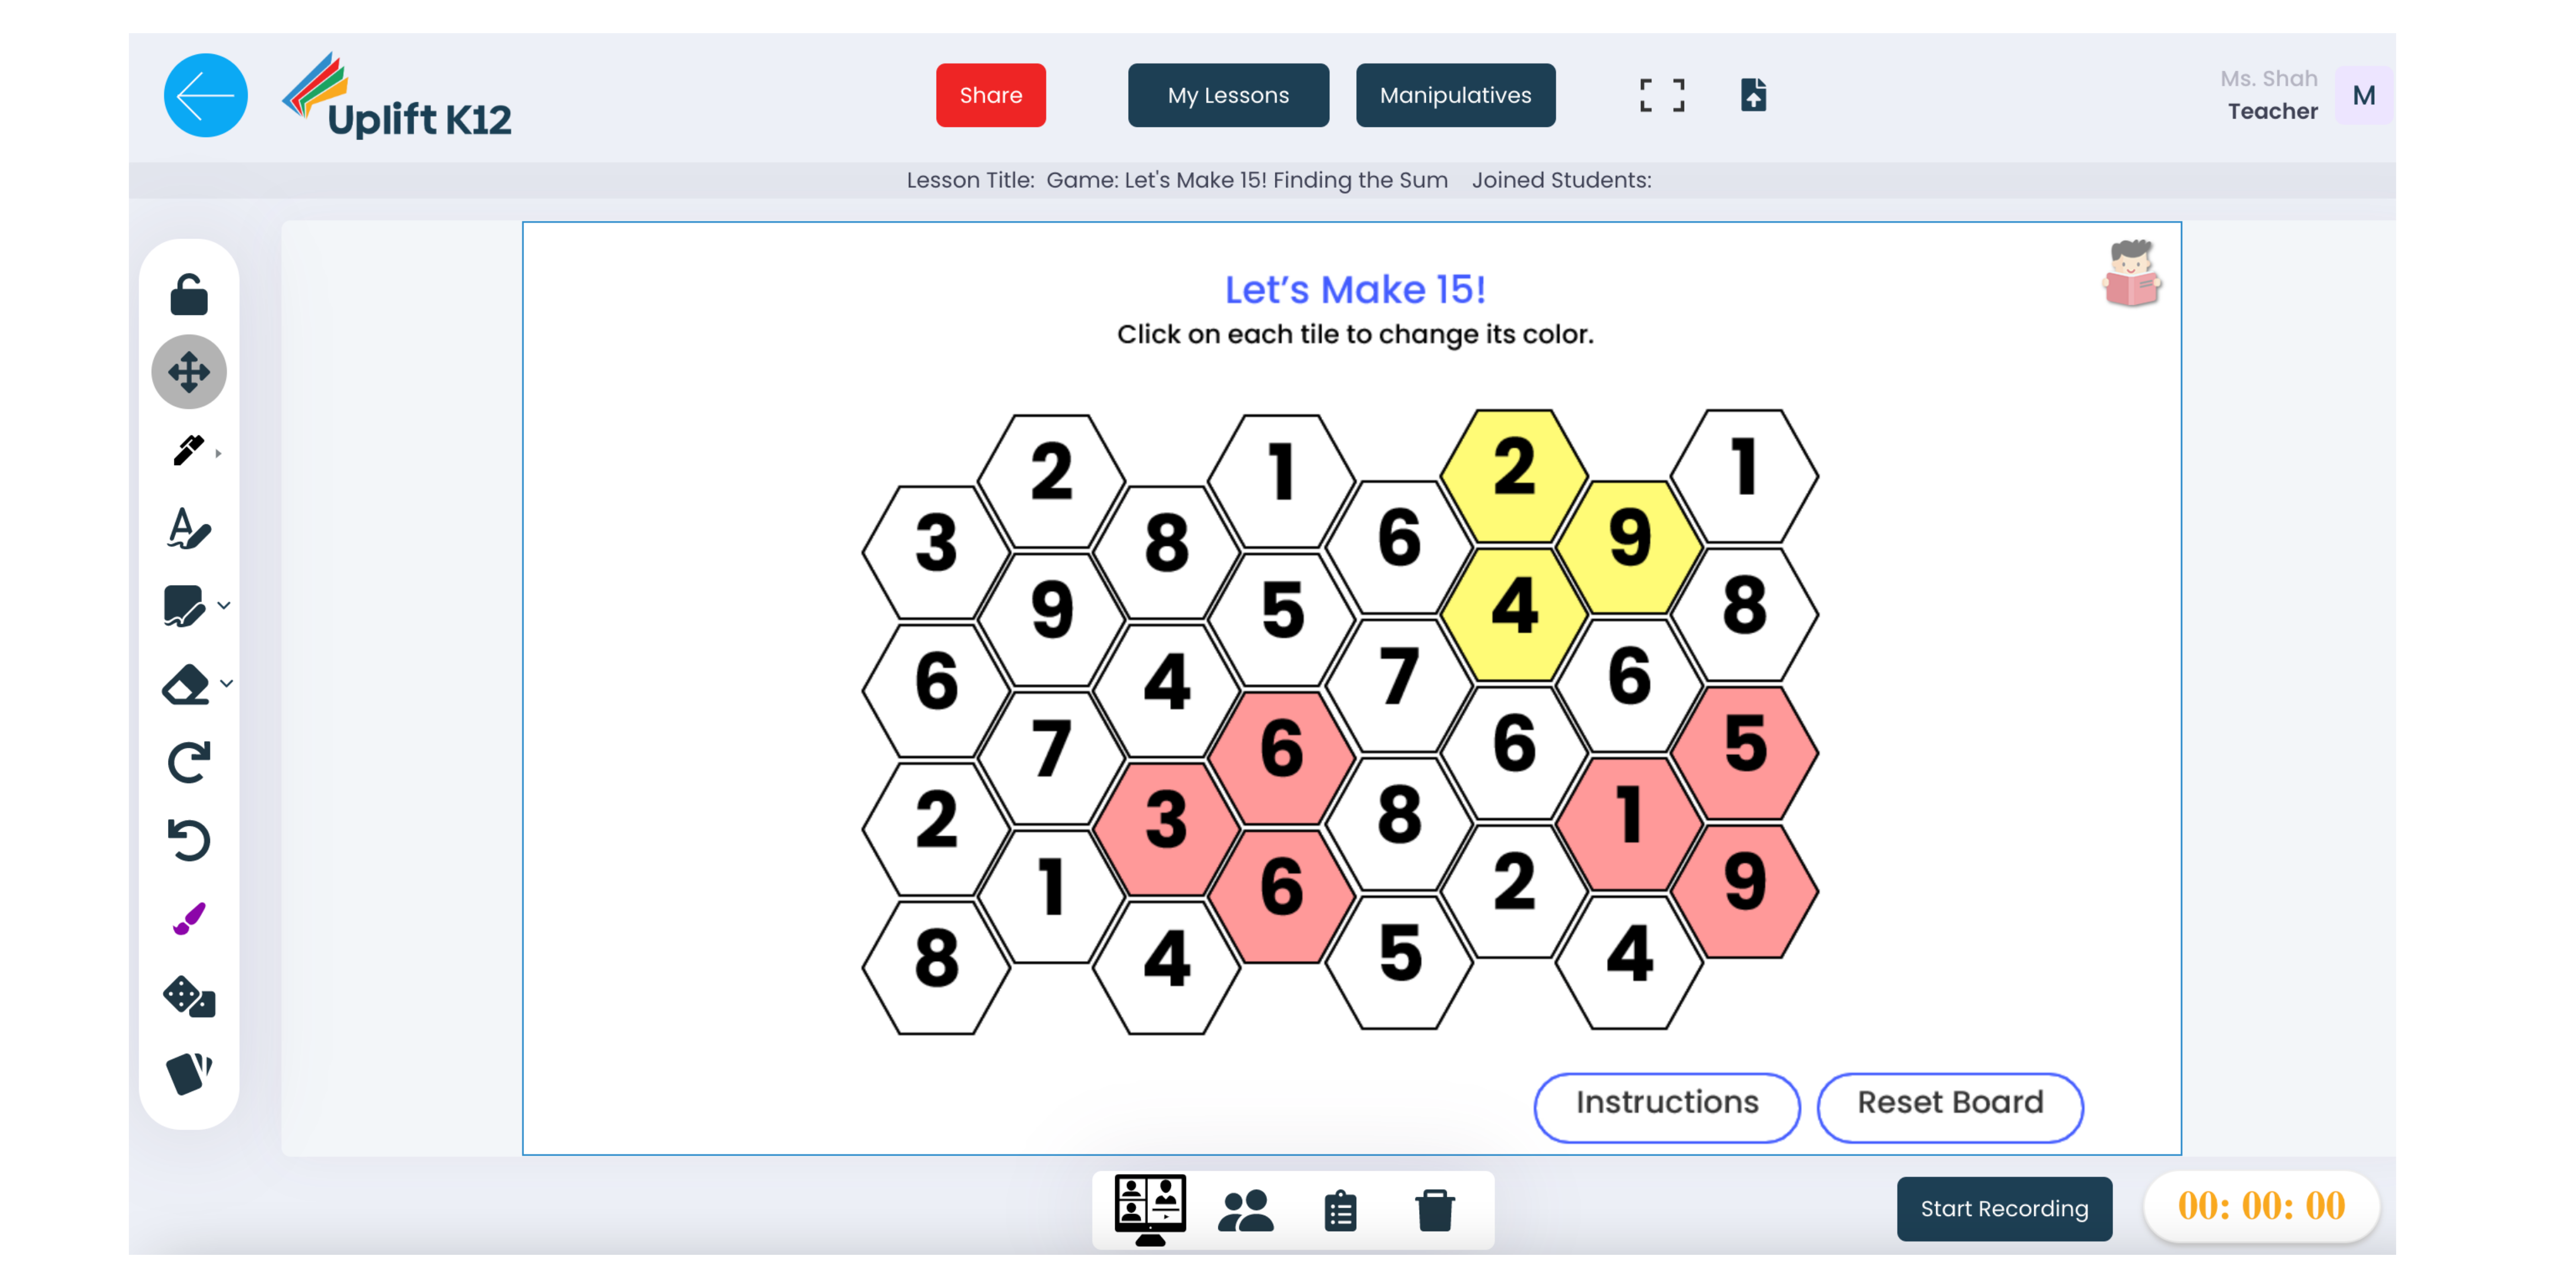 Uplift K12
Share
My Lessons
Manipulatives
Ms. Shah
Teacher
M
Lesson Title: Game: Let's Make 15! Finding the Sum Joined Students:
Let's Make 15!
Click on each tile to change its color.
2 1 2 1
3 8 6 9
9 5 4 8
6 4 7 6
7 6 6 5
2 3 8 1
1 6 2 9
8 4 5 4
Instructions
Reset Board
Start Recording
00: 00: 00